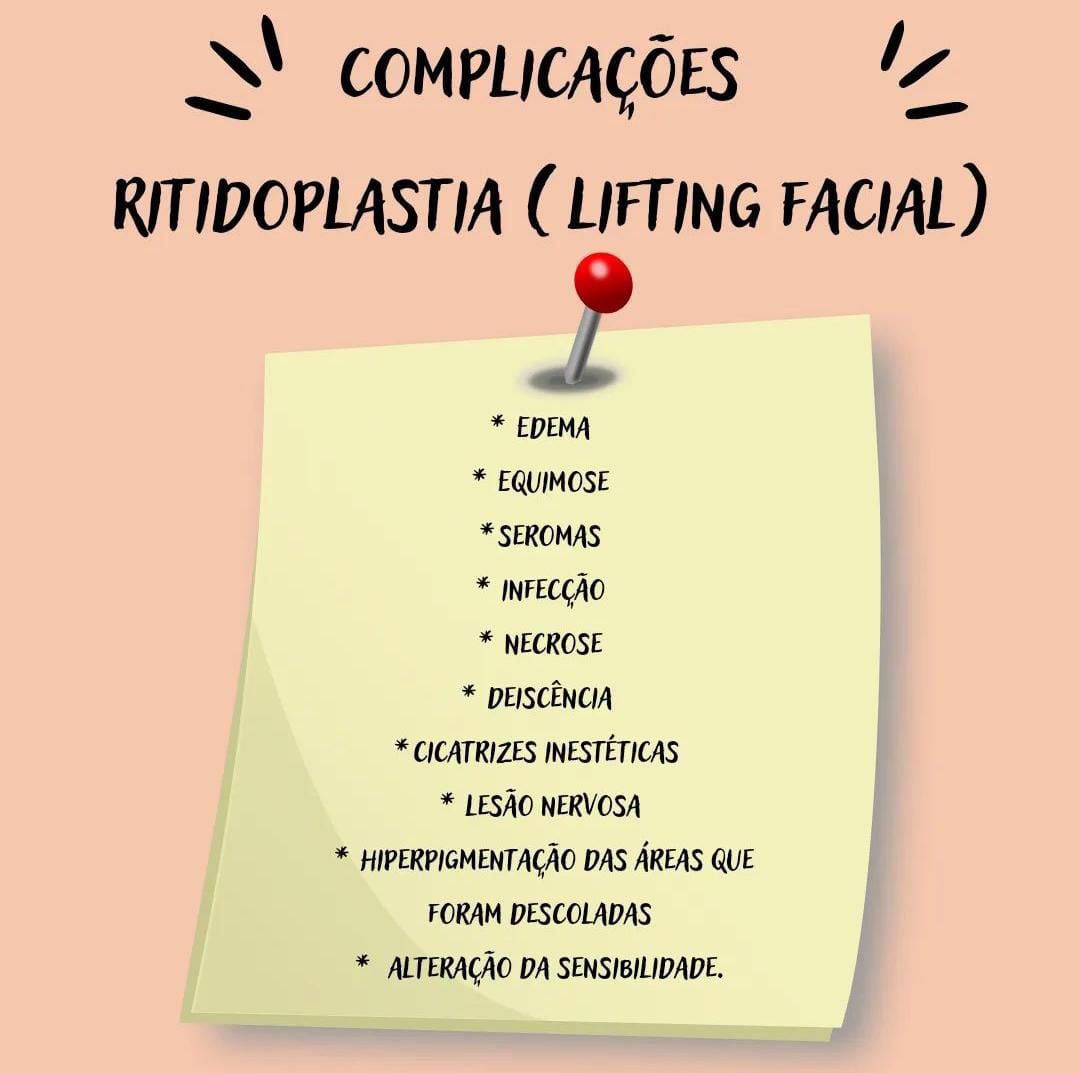 COMPLICAÇÕES
RITIDOPLASTIA ( LIFTING FACIAL)
* EDEMA
* EQUIMOSE
*SEROMAS
* INFECÇÃO
* NECROSE
* DEISCÊNCIA
*CICATRIZES INESTÉTICAS
* LESÃO NERVOSA
* HIPERPIGMENTAÇÃO DAS ÁREAS QUE
FORAM DESCOLADAS
* ALTERAÇÃO DA SENSIBILIDADE.